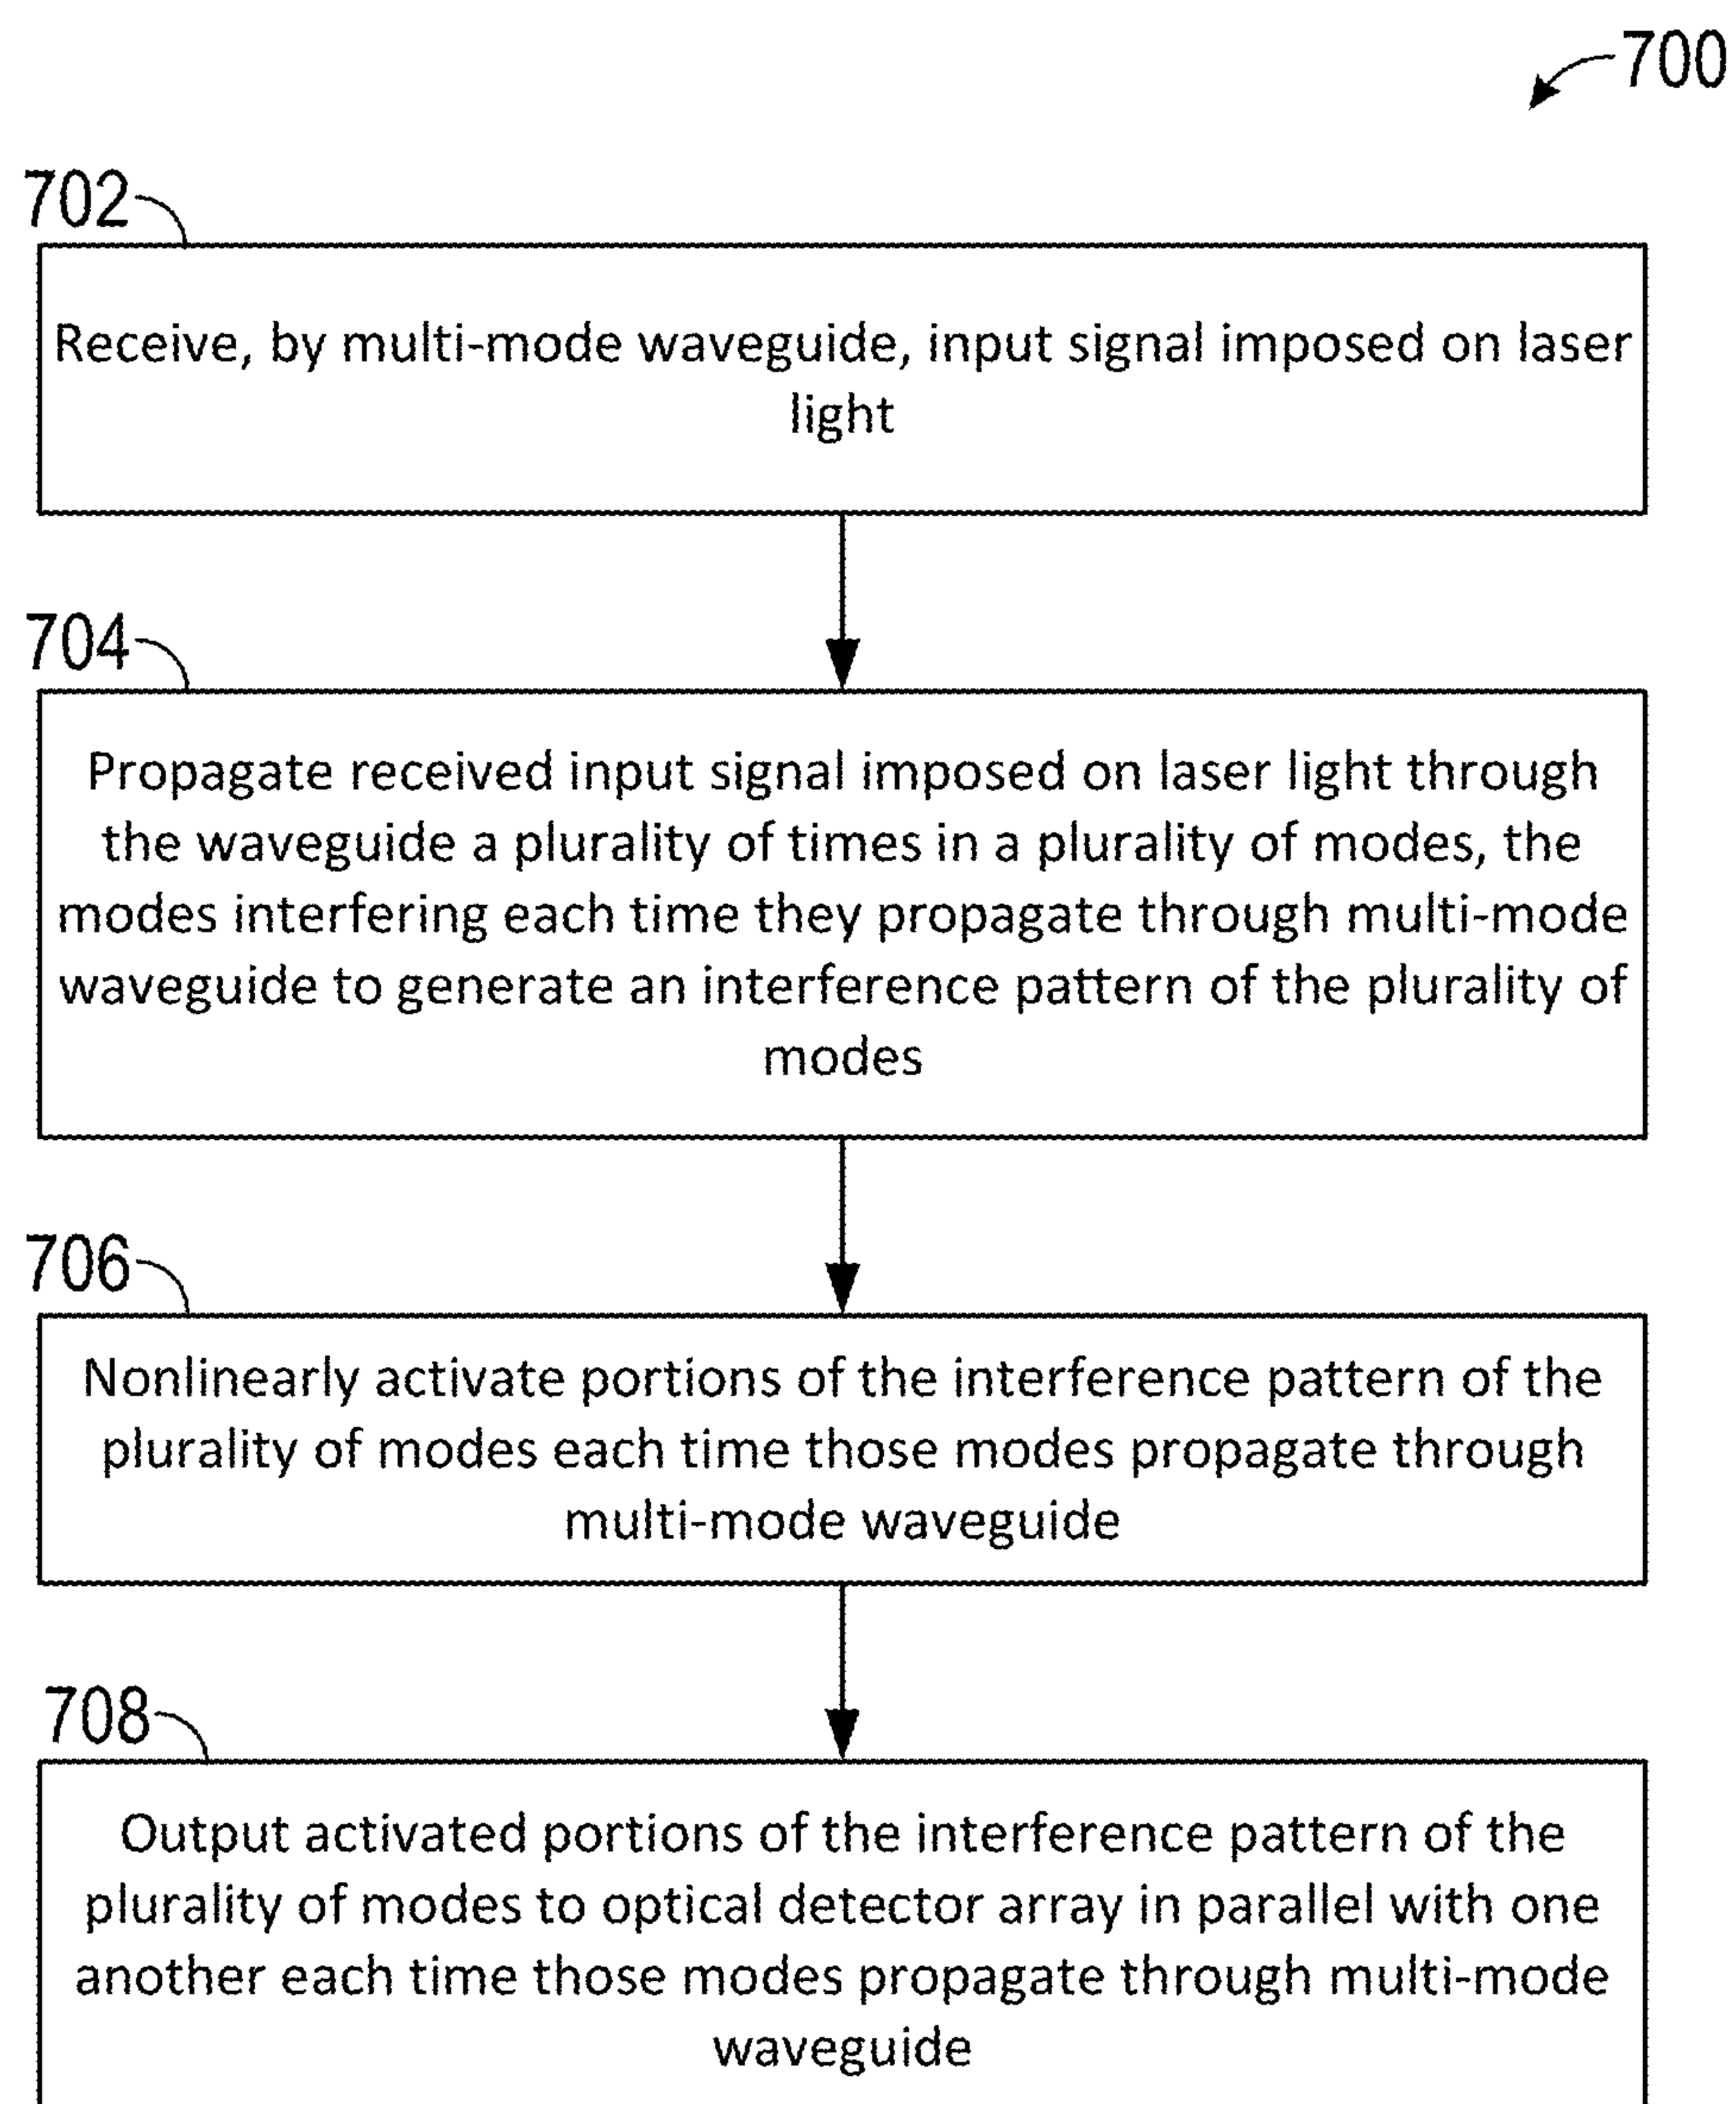 700
702
Receive, by multi-mode waveguide, input signal imposed on laser
light
704
Propagate received input signal imposed on laser light through
the waveguide a plurality of times in a plurality of modes, the
modes interfering each time they propagate through multi-mode
waveguide to generate an interference pattern of the plurality of
modes
706
Nonlinearly activate portions of the interference pattern of the
plurality of modes each time those modes propagate through
multi-mode waveguide
708
Output activated portions of the interference pattern of the
plurality of modes to optical detector array in parallel with one
another each time those modes propagate through multi-mode
waveguide